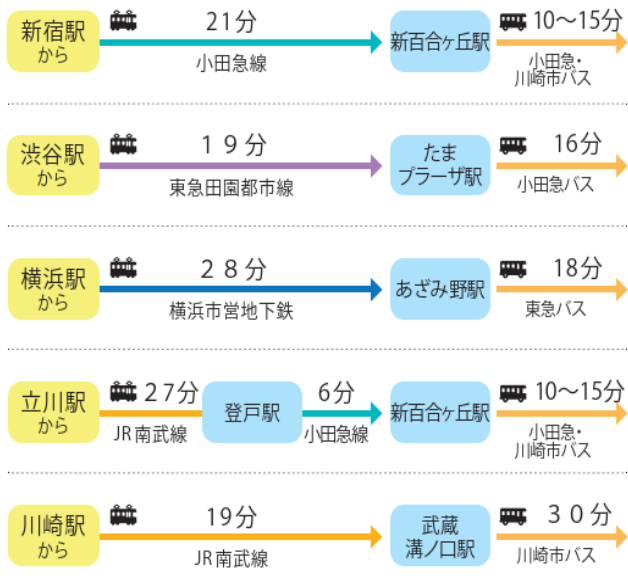 新宿駅
から
21分
小田急線
新百合ヶ丘駅
10〜15分
小田急・
川崎市バス
渋谷駅
から
19分
東急田園都市線
たま
プラーザ駅
16分
小田急バス
横浜駅
から
28分
横浜市営地下鉄
あざみ野駅
18分
東急バス
立川駅
から
27分
JR南武線
登戸駅
6分
小田急線
新百合ヶ丘駅
10〜15分
小田急・
川崎市バス
川崎駅
から
19分
JR南武線
武蔵
溝ノ口駅
30分
川崎市バス